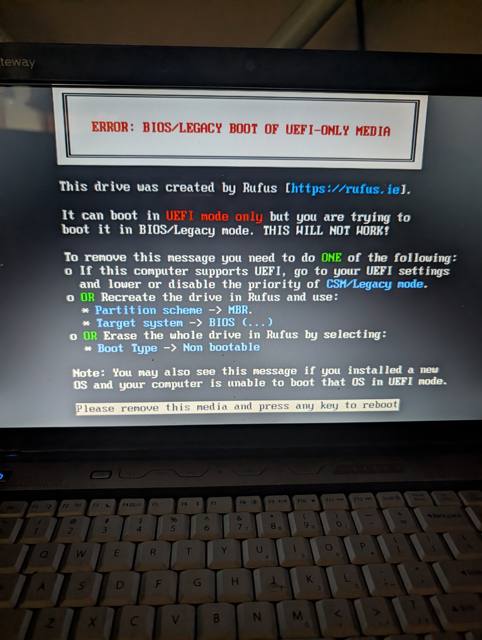 teway
ERROR: BIOS/LEGACY BOOT OF UEFI-ONLY MEDIA
This drive was created by Rufus [https://rufus.ie].
It can boot in UEFI mode only but you are trying to
boot it in BIOS/Legacy mode. THIS WILL NOT WORK!
To remove this message you need to do ONE of the following:
o If this computer supports UEFI, go to your UEFI settings
and lower or disable the priority of CSM/Legacy mode.
o OR Recreate the drive in Rufus and use:
* Partition scheme -> MBR.
* Target system -> BIOS (...)
o OR Erase the whole drive in Rufus by selecting:
* Boot Type -> Non bootable
Note: You may also see this message if you installed a new
OS and your computer is unable to boot that OS in UEFI mode.
Please remove this media and press any key to reboot
Q W E R T Y U I O P
A S D F G H J K L
Z X C V B N M